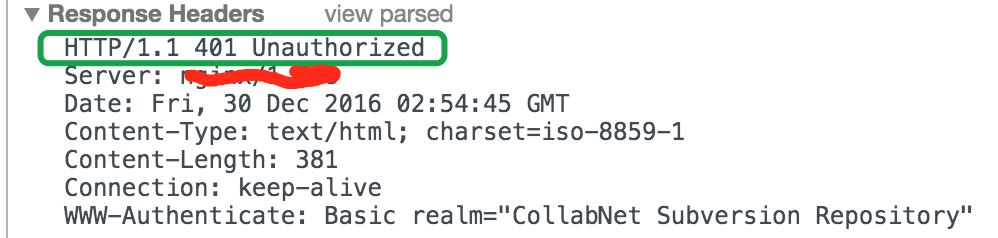 ▼ Response Headers view parsed
HTTP/1.1 401 Unauthorized
Server:
Date: Fri, 30 Dec 2016 02:54:45 GMT
Content-Type: text/html; charset=iso-8859-1
Content-Length: 381
Connection: keep-alive
WWW-Authenticate: Basic realm="CollabNet Subversion Repository"